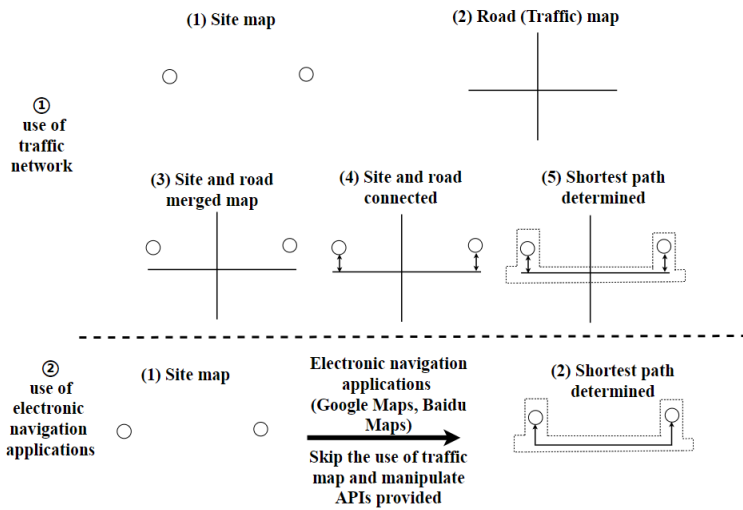 (1) Site map
(2) Road (Traffic) map
①
use of
traffic
network
(3) Site and road
merged map
(4) Site and road
connected
(5) Shortest path
determined
②
use of
electronic
navigation
applications
(1) Site map
Electronic navigation
applications
(Google Maps, Baidu
Maps)
Skip the use of traffic
map and manipulate
APIs provided
(2) Shortest path
determined